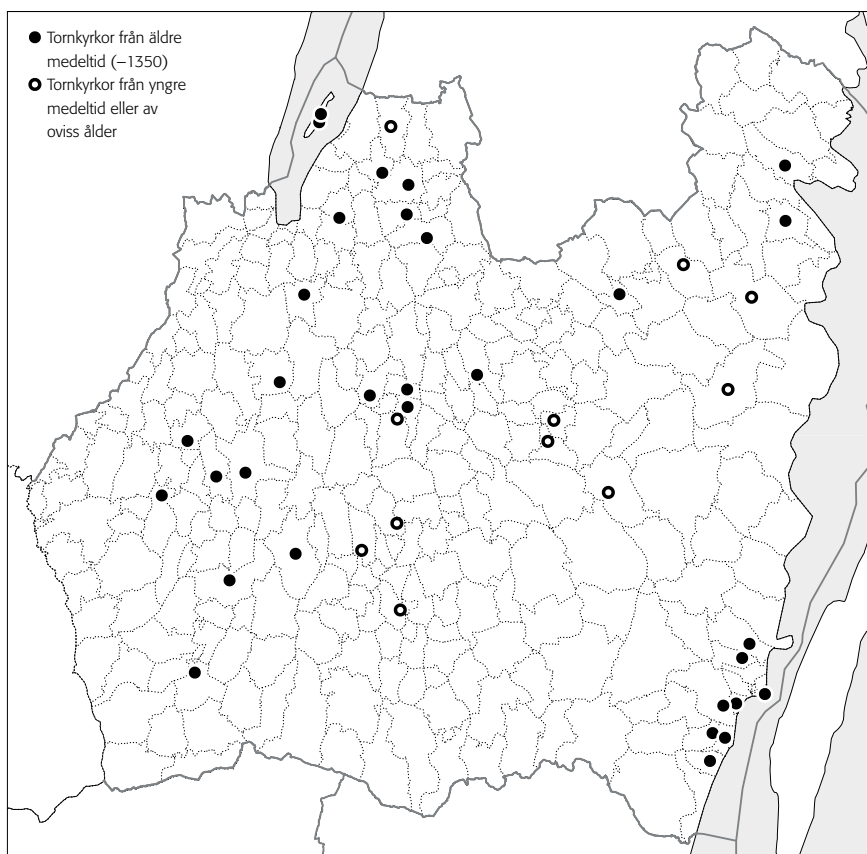 Tornkyrkor från äldre
medeltid (–1350)
Tornkyrkor från yngre
medeltid eller av
oviss ålder